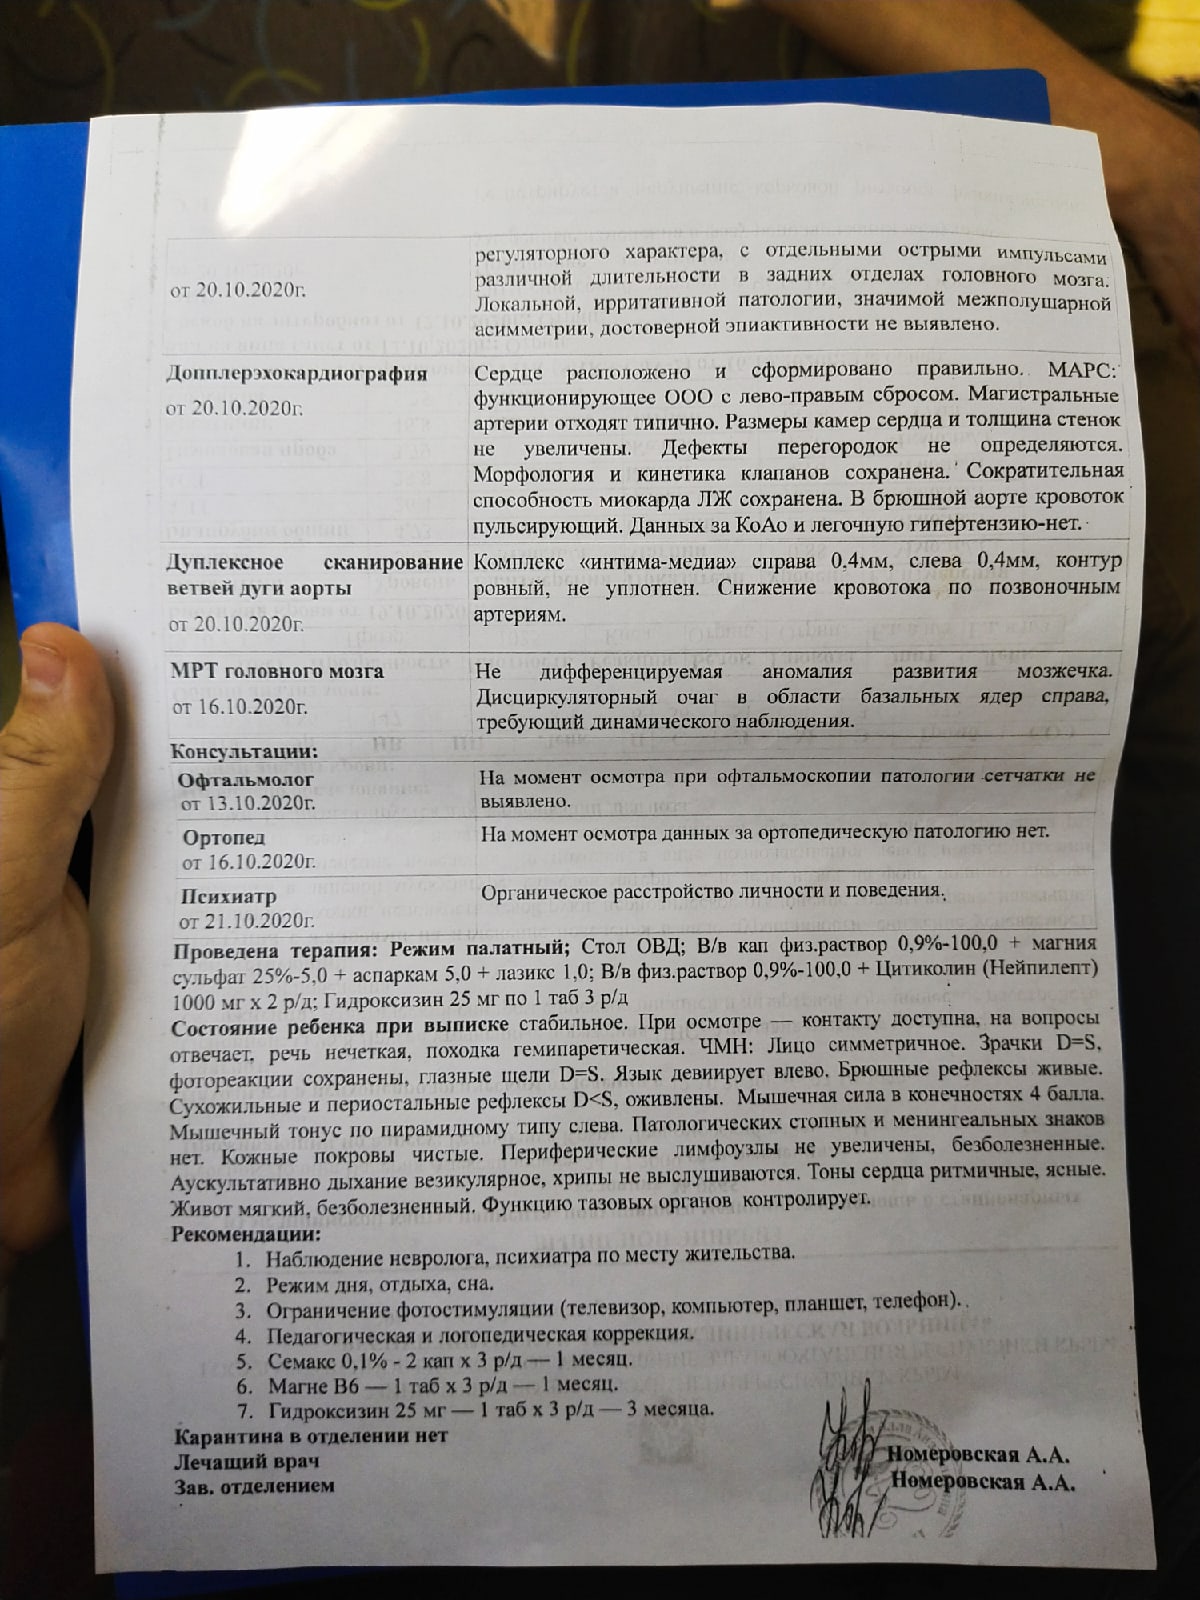 регуляторного характера, с отдельными острыми импульсами
различной длительности в задних отделах головного мозга.
от 20.10.2020г.
Локальной, ирритативной патологии, значимой межполушарной
асимметрии, достоверной эпиактивности не выявлено.
Допплерэхокардиография
от 20.10.2020г.
Сердце расположено и сформировано правильно. МАРС:
функционирующее ООО с лево-правым сбросом. Магистральные
артерии отходят типично. Размеры камер сердца и толщина стенок
не увеличены. Дефекты перегородок не определяются.
Морфология и кинетика клапанов сохранена. Сократительная
способность миокарда ЛЖ сохранена. В брюшной аорте кровоток
пульсирующий. Данных за КоАо и легочную гипертензию-нет.
Дуплексное сканирование
ветвей дуги аорты
от 20.10.2020г.
Комплекс «интима-медиа» справа 0,4мм, слева 0,4мм, контур
ровный, не уплотнен. Снижение кровотока по позвоночным
артериям.
МРТ головного мозга
от 16.10.2020г.
Не дифференцируемая аномалия развития мозжечка.
Дисциркуляторный очаг в области базальных ядер справа,
требующий динамического наблюдения.
Консультации:
Офтальмолог
от 13.10.2020г.
На момент осмотра при офтальмоскопии патологии сетчатки не
выявлено.
Ортопед
от 16.10.2020г.
На момент осмотра данных за ортопедическую патологию нет.
Психиатр
от 21.10.2020г.
Органическое расстройство личности и поведения.
Проведена терапия: Режим палатный; Стол ОВД; В/в кап физ.раствор 0,9%-100,0 + магния
сульфат 25%-5,0 + аспаркам 5,0 + лазикс 1,0; В/в физ.раствор 0,9%-100,0 + Цитиколин (Нейпилепт)
1000 мг х 2 р/д; Гидроксизин 25 мг по 1 таб 3 р/д
Состояние ребенка при выписке стабильное. При осмотре — контакту доступна, на вопросы
отвечает, речь нечеткая, походка гемипаретическая. ЧМН: Лицо симметричное. Зрачки D=S,
фотореакции сохранены, глазные щели D=S. Язык девиирует влево. Брюшные рефлексы живые.
Сухожильные и периостальные рефлексы D<S, оживлены. Мышечная сила в конечностях 4 балла.
Мышечный тонус по пирамидному типу слева. Патологических стопных и менингеальных знаков
нет. Кожные покровы чистые. Периферические лимфоузлы не увеличены, безболезненные.
Аускультативно дыхание везикулярное, хрипы не выслушиваются. Тоны сердца ритмичные, ясные.
Живот мягкий, безболезненный. Функцию тазовых органов контролирует.
Рекомендации:
1. Наблюдение невролога, психиатра по месту жительства.
2. Режим дня, отдыха, сна.
3. Ограничение фотостимуляции (телевизор, компьютер, планшет, телефон).
4. Педагогическая и логопедическая коррекция.
5. Семакс 0,1% - 2 кап х 3 р/д — 1 месяц.
6. Магне В6 — 1 таб х 3 р/д — 1 месяц.
7. Гидроксизин 25 мг — 1 таб х 3 р/д — 3 месяца.
Карантина в отделении нет
Лечащий врач Номеровская А.А.
Зав. отделением Номеровская А.А.